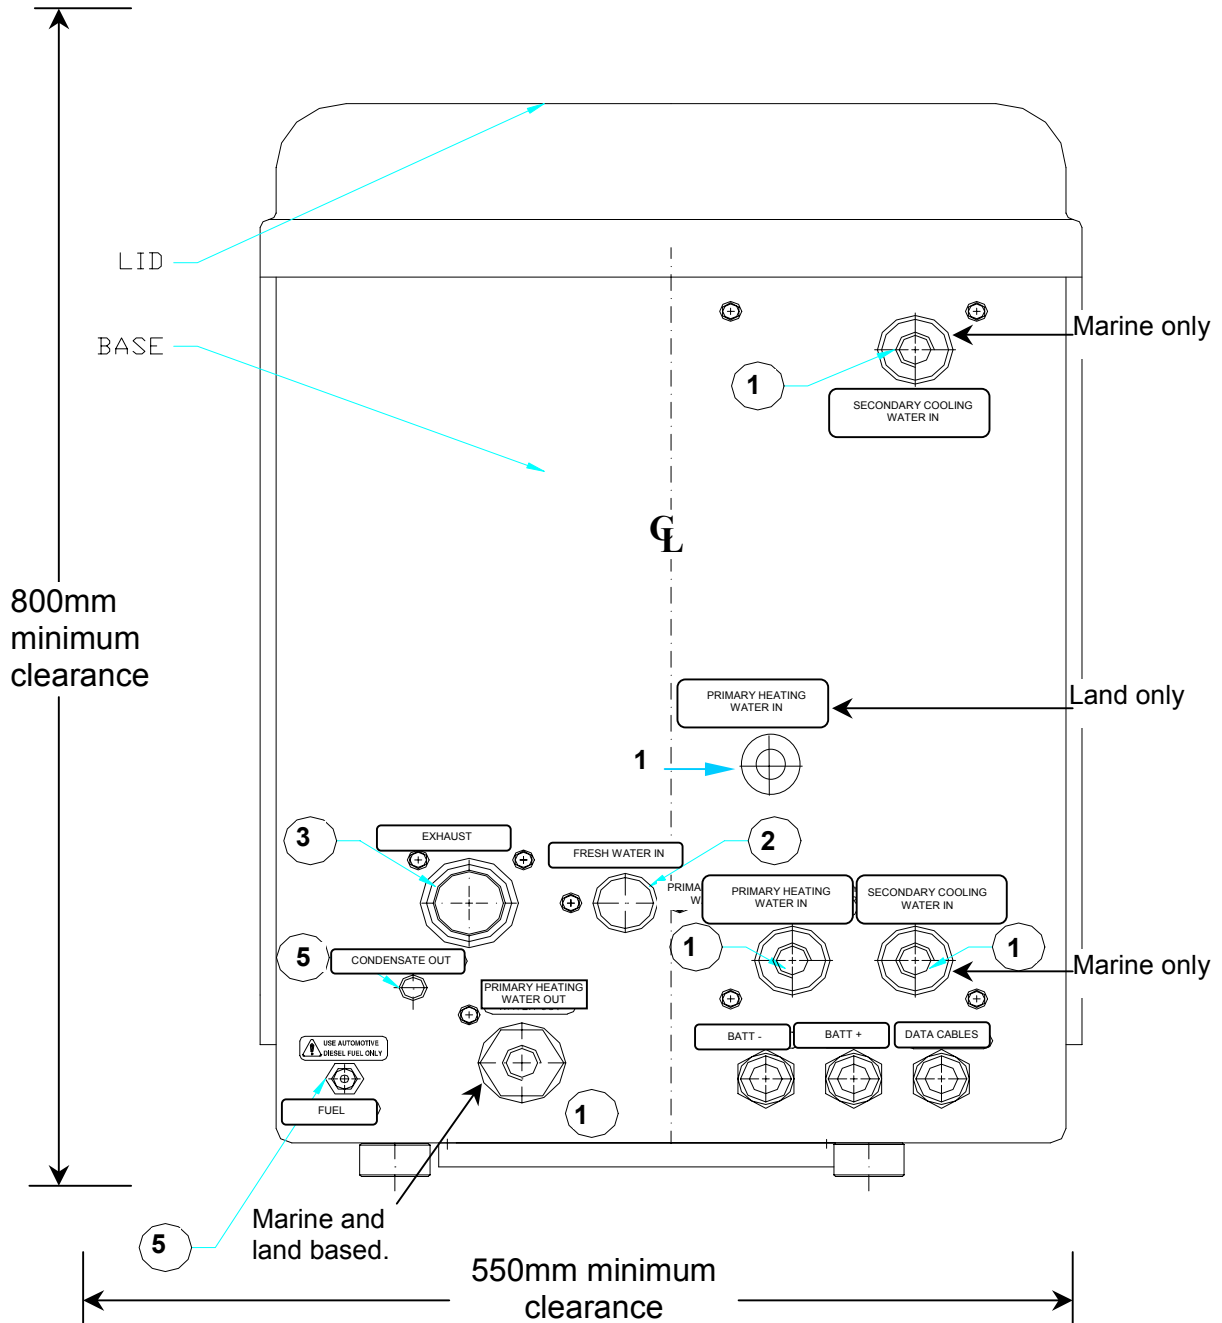 LID
BASE
Marine only
1
SECONDARY COOLING
WATER IN
CL
800mm
minimum
clearance
PRIMARY HEATING
WATER IN
Land only
1
3
EXHAUST
FRESH WATER IN
2
PRIMA
W
PRIMARY HEATING
WATER IN
SECONDARY COOLING
WATER IN
5
CONDENSATE OUT
1
1
Marine only
PRIMARY HEATING
WATER OUT
USE AUTOMOTIVE
DIESEL FUEL ONLY
BATT -
BATT +
DATA CABLES
FUEL
1
5
Marine and
land based.
550mm minimum
clearance